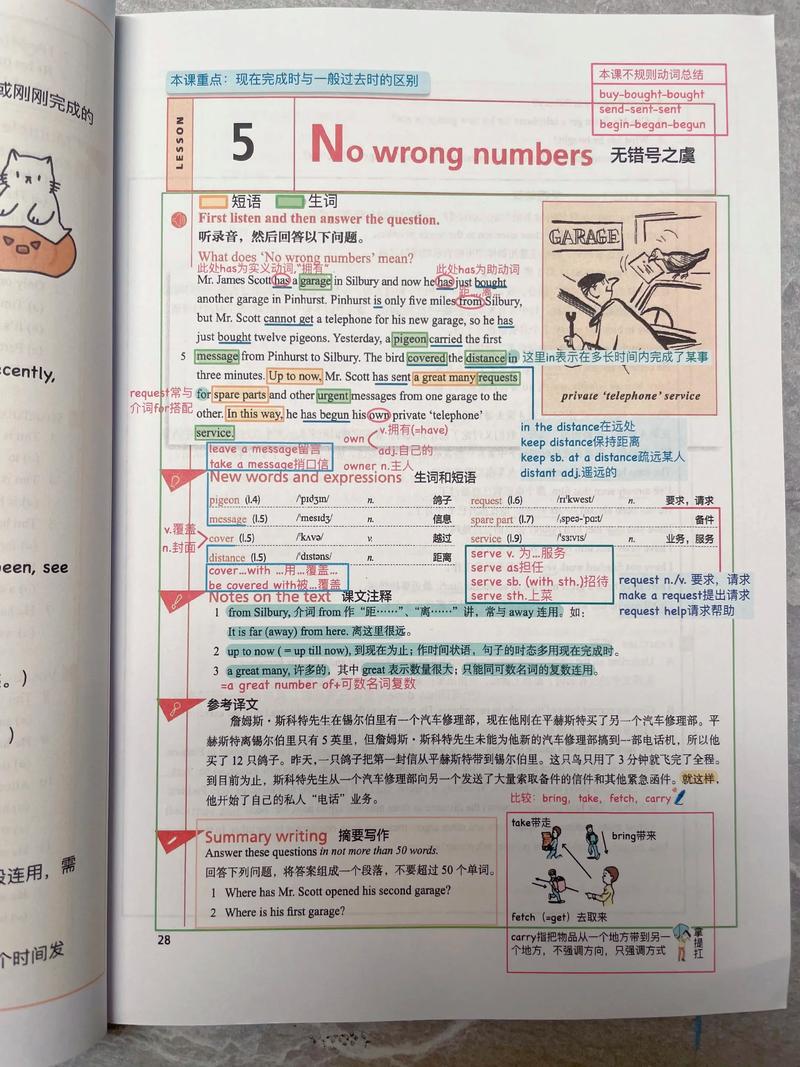 或刚刚完成的
ecently,
been, see
。)
)
没连用，需
个时间发
本课重点：现在完成时与一般过去时的区别
本课不规则动词总结
buy-bought-bought
send-sent-sent
begin-began-begun
LESSON
5
No wrong numbers 无错号之虞
短语 生词
First listen and then answer the question.
听录音，然后回答以下问题。
What does ‘No wrong numbers’ mean?
此处has为实义动词,"拥有" 此处has为助动词
Mr. James Scott has a garage in Silbury and now he has just bought
距…离…
another garage in Pinhurst. Pinhurst is only five miles from Silbury,
but Mr. Scott cannot get a telephone for his new garage, so he has
just bought twelve pigeons. Yesterday, a pigeon carried the first
5 message from Pinhurst to Silbury. The bird covered the distance in 这里in表示在多长时间内完成了某事
three minutes. Up to now, Mr. Scott has sent a great many requests
request常与
介词for搭配
for spare parts and other urgent messages from one garage to the
other. In this way, he has begun his own private ‘telephone’
service.
own
v.拥有(=have)
adj.自己的
owner n.主人
GARAGE
private ‘telephone’ service
in the distance在远处
keep distance保持距离
keep sb. at a distance疏远某人
distant adj.遥远的
leave a message留言
take a message捎口信
New words and expressions 生词和短语
pigeon (l.4) /ˈpɪdʒɪn/ n. 鸽子
message (l.5) /ˈmesɪdʒ/ n. 信息
v.覆盖
n.封面
cover (l.5) /ˈkʌvə/ v. 越过
distance (l.5) /ˈdɪstəns/ n. 距离
request (l.6) /rɪˈkwest/ n. 要求，请求
spare part (l.7) /ˌspeə-ˈpɑːt/ 备件
service (l.9) /ˈsɜːvɪs/ n. 业务，服务
cover…with …用…覆盖…
be covered with被…覆盖
serve v. 为…服务
serve as担任
serve sb. (with sth.)招待
serve sth.上菜
request n./v. 要求，请求
make a request提出请求
request help请求帮助
Notes on the text 课文注释
1 from Silbury, 介词 from 作“距……”、“离……”讲，常与 away 连用。如：
It is far (away) from here. 离这里很远。
2 up to now ( = up till now), 到现在为止；作时间状语，句子的时态多用现在完成时。
3 a great many, 许多的，其中 great 表示数量很大；只能同可数名词的复数连用。
=a great number of+可数名词复数
参考译文
詹姆斯·斯科特先生在锡尔伯里有一个汽车修理部，现在他刚在平赫斯特买了另一个汽车修理部。平
赫斯特离锡尔伯里只有 5 英里，但詹姆斯·斯科特先生未能为他新的汽车修理部搞到一部电话机，所以他
买了 12 只鸽子。昨天，一只鸽子把第一封信从平赫斯特带到锡尔伯里。这只鸟只用了 3 分钟就飞完了全程。
到目前为止，斯科特先生从一个汽车修理部向另一个发送了大量索取备件的信件和其他紧急函件。就这样，
他开始了自己的私人“电话”业务。
比较：bring, take, fetch, carry
Summary writing 摘要写作
Answer these questions in not more than 50 words.
回答下列问题，将答案组成一个段落，不要超过 50 个单词。
1 Where has Mr. Scott opened his second garage?
2 Where is his first garage?
take带走
bring带来
fetch (=get) 去取来
carry指把物品从一个地方带到另一
个地方，不强调方向，只强调方式
拿提扛
28